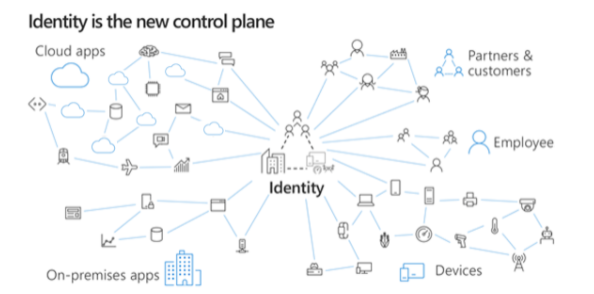 Identity is the new control plane
Cloud apps
Partners &
customers
Employee
Identity
On-premises apps
Devices